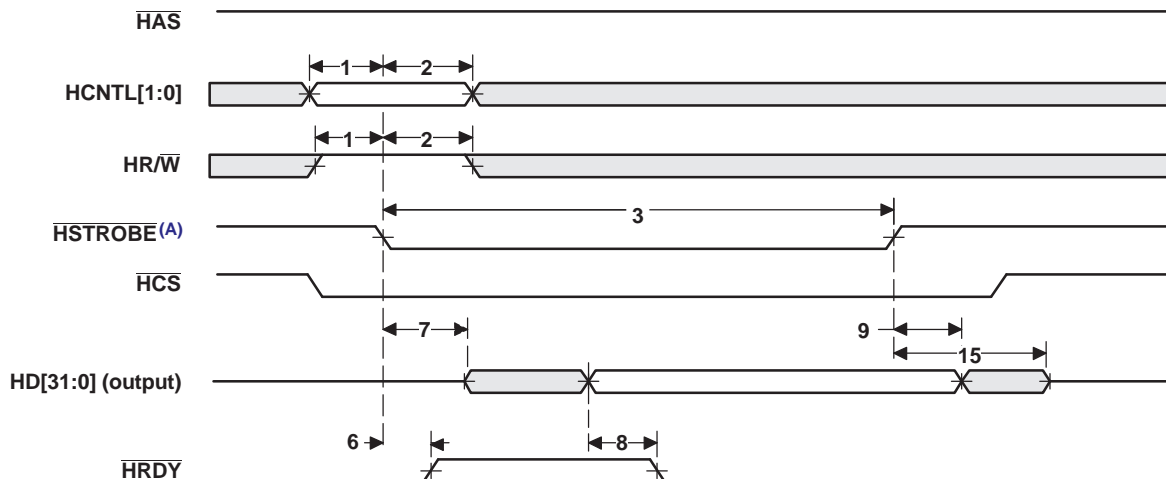 HAS
1 2
HCNTL[1:0]
1 2
HR/W
3
HSTROBE(A)
HCS
7 9
15
HD[31:0] (output)
6 8
HRDY